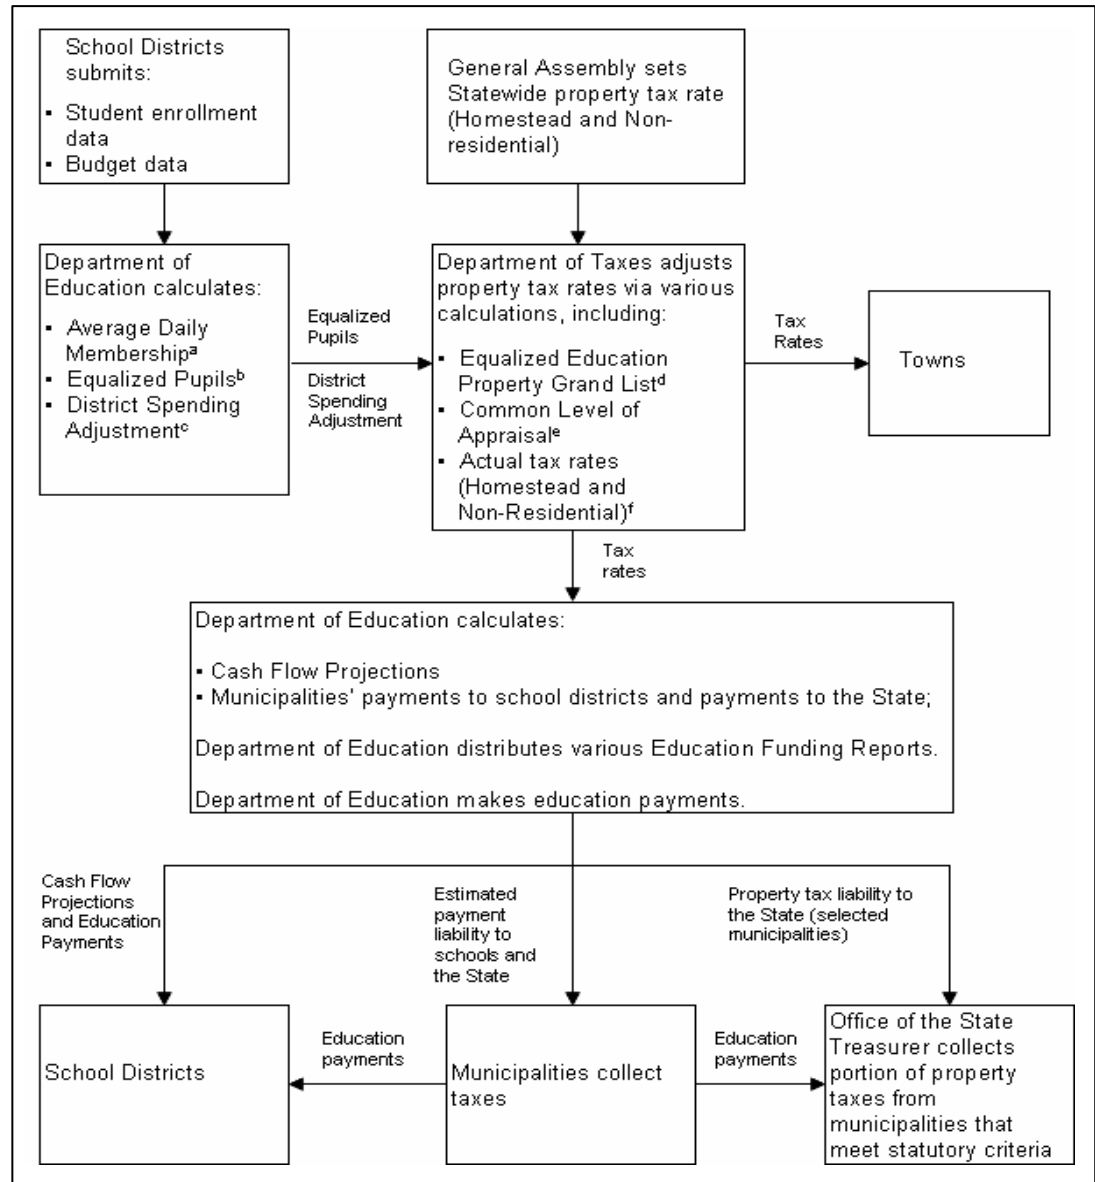 School Districts
submits:
▪ Student enrollment
data
▪ Budget data
General Assembly sets
Statewide property tax rate
(Homestead and Non-
residential)
Department of
Education calculates:
▪ Average Daily
Membershipᵃ
▪ Equalized Pupilsᵇ
▪ District Spending
Adjustmentᶜ
Equalized
Pupils
District
Spending
Adjustment
Department of Taxes adjusts
property tax rates via various
calculations, including:
▪ Equalized Education
Property Grand Listᵈ
▪ Common Level of
Appraisalᵉ
▪ Actual tax rates
(Homestead and
Non-Residential)ᶠ
Tax
Rates
Towns
Tax
rates
Department of Education calculates:
▪ Cash Flow Projections
▪ Municipalities' payments to school districts and payments to the State;
Department of Education distributes various Education Funding Reports.
Department of Education makes education payments.
Cash Flow
Projections
and Education
Payments
Estimated
payment
liability to
schools and
the State
Property tax liability to
the State (selected
municipalities)
School Districts
Education
payments
Municipalities collect
taxes
Education
payments
Office of the State
Treasurer collects
portion of property
taxes from
municipalities that
meet statutory criteria